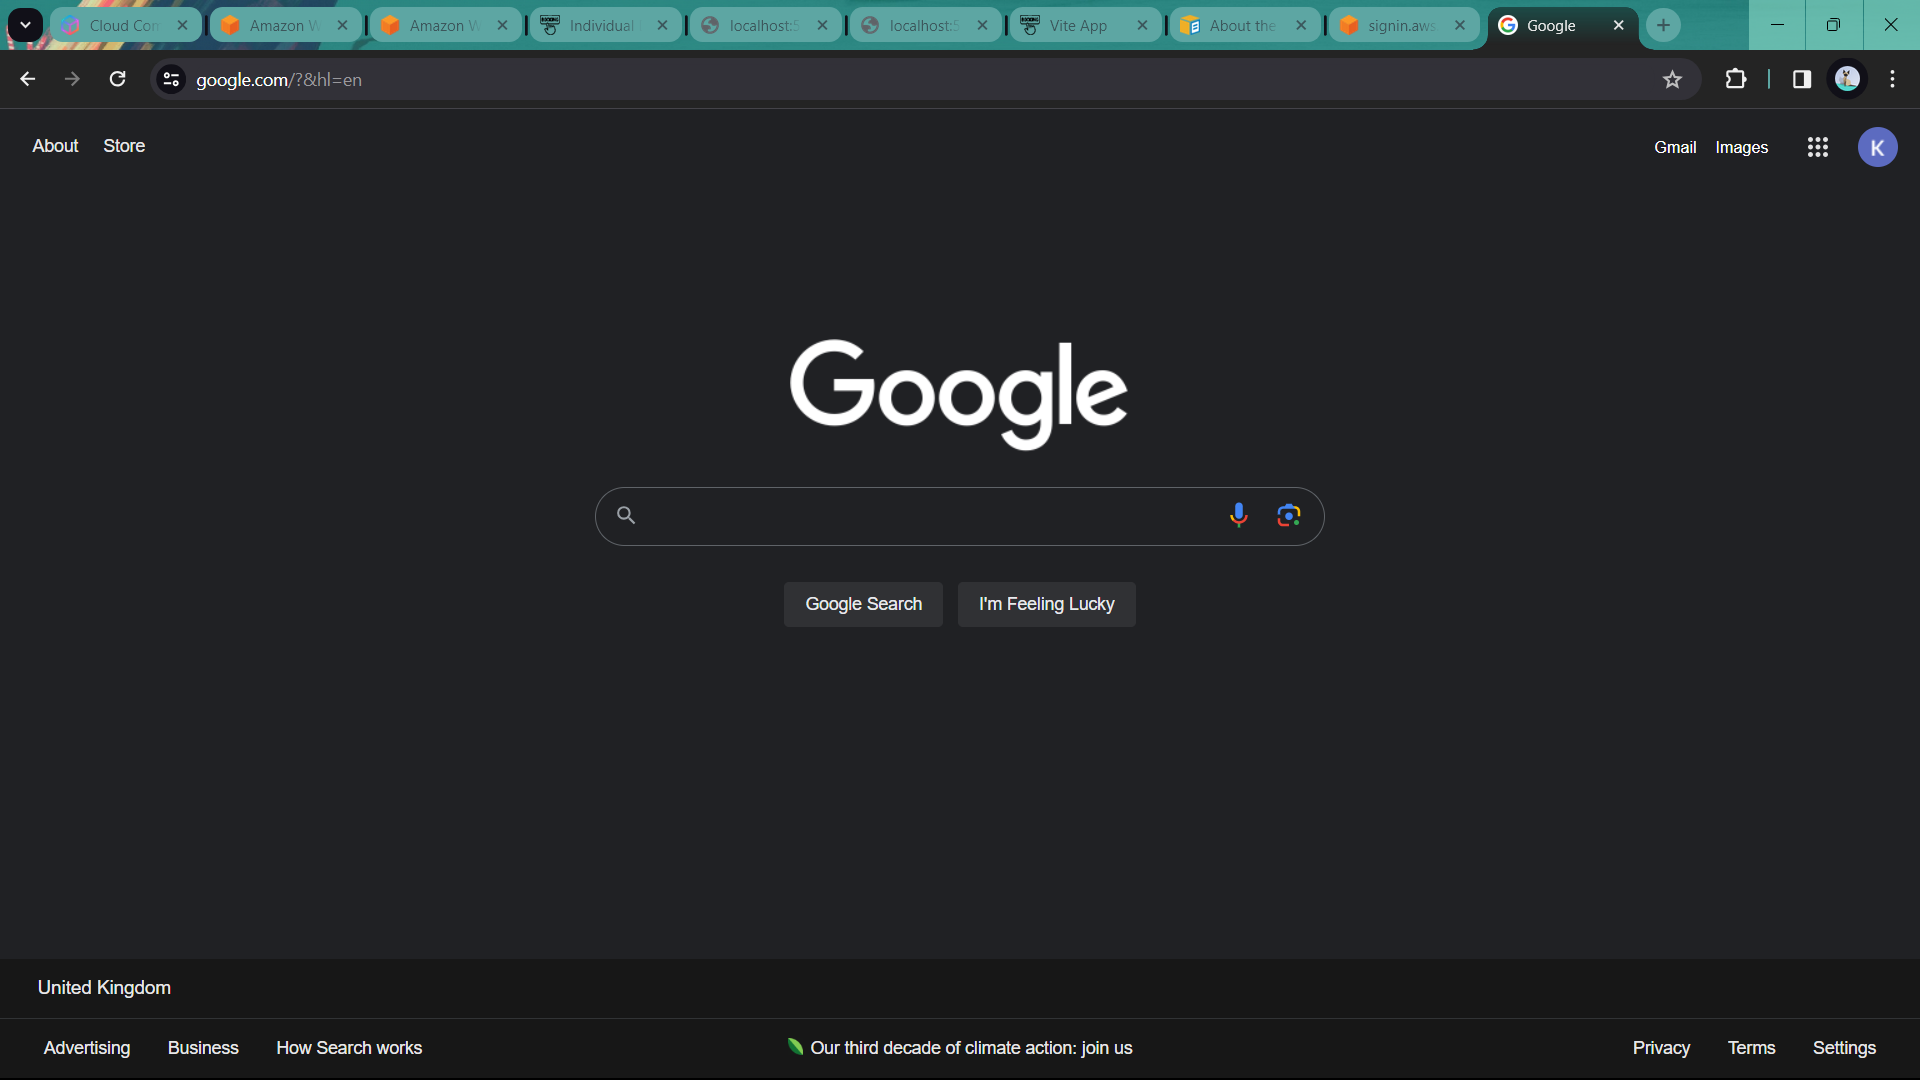 Cloud Con
Amazon W
Amazon W
Individual
localhost:5
localhost:5
Vite App
About the
signin.aws
Google
google.com/?&hl=en
About
Store
Gmail
Images
K
Google
Google Search
I'm Feeling Lucky
United Kingdom
Advertising
Business
How Search works
Our third decade of climate action: join us
Privacy
Terms
Settings